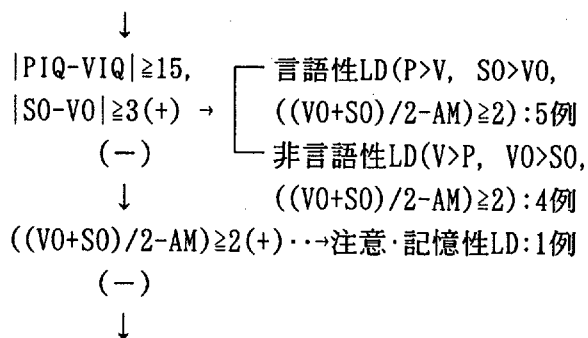 ↓
|PIQ-VIQ|≧15,
言語性LD(P>V, SO>VO,
|SO-VO|≧3(+) →
((VO+SO)/2-AM)≧2):5例
(-)
非言語性LD(V>P, VO>SO,
↓
((VO+SO)/2-AM)≧2):4例
((VO+SO)/2-AM)≧2(+)‥→注意·記憶性LD:1例
(-)
↓